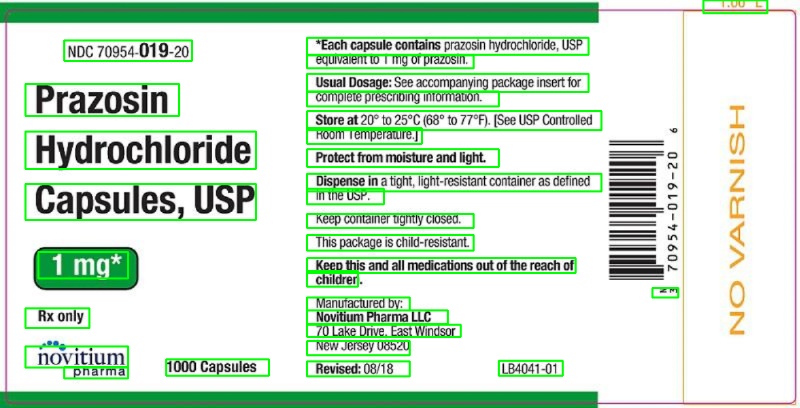 NDC 70954-019-20
Prazosin
Hydrochloride
Capsules, USP
1 mg*
Rx only
novitium
pharma
1000 Capsules
*Each capsule contains prazosin hydrochloride, USP
equivalent to 1 mg of prazosin.
Usual Dosage: See accompanying package insert for
complete prescribing information.
Store at 20° to 25°C (68° to 77°F). [See USP Controlled
Room Temperature.]
Protect from moisture and light.
Dispense in a tight, light-resistant container as defined
in the USP.
Keep container tightly closed.
This package is child-resistant.
Keep this and all medications out of the reach of
children.
Manufactured by:
Novitium Pharma LLC
70 Lake Drive, East Windsor
New Jersey 08520
Revised: 08/18
LB4041-01
70954-019-20 6
N
3
NO VARNISH